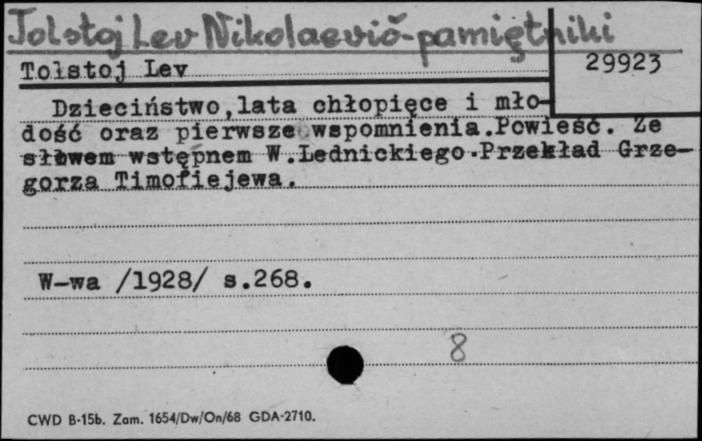 Tolstoj Lev Nikolaevič-pamiętniki
Tolstoj Lev
29923
Dzieciństwo,lata chłopięce i mło-
dość oraz pierwsze wspomnienia.Powieść. Ze
słowem wstępnem W.Lednickiego.Przekład Grze-
gorza Timofiejewa.
W-wa /1928/ s.268.
8
CWD B-15b. Zam. 1654/Dw/On/68 GDA-2710.